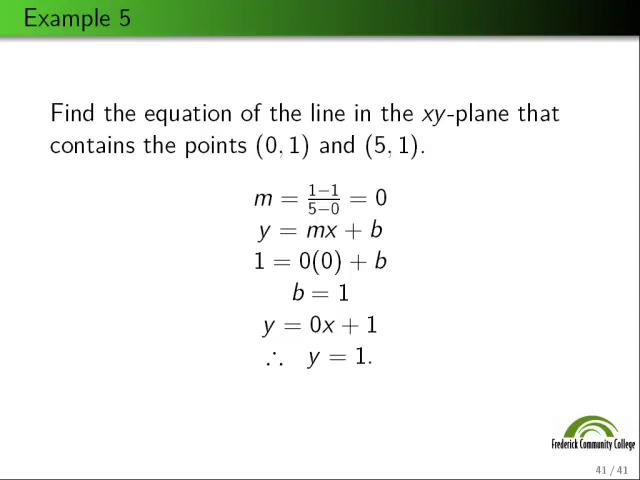 Example 5
Find the equation of the line in the xy-plane that
contains the points (0, 1) and (5, 1).
m = \frac{1−1}{5−0} = 0
y = mx + b
1 = 0(0) + b
b = 1
y = 0x + 1
∴ y = 1.
Frederick Community College
41 / 41